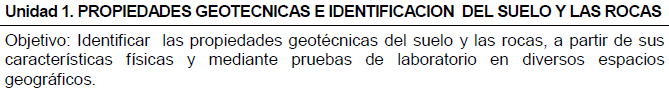 Unidad 1. PROPIEDADES GEOTECNICAS E IDENTIFICACION DEL SUELO Y LAS ROCAS
Objetivo: Identificar las propiedades geotécnicas del suelo y las rocas, a partir de sus
características físicas y mediante pruebas de laboratorio en diversos espacios
geográficos.